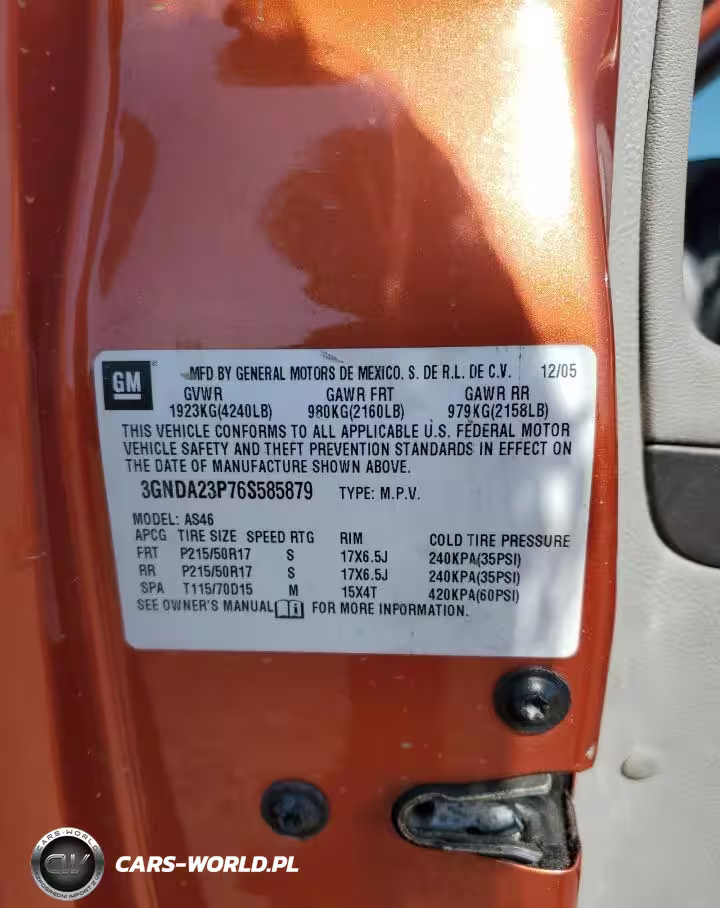 GM
MFD BY GENERAL MOTORS DE MEXICO. S. DE R.L. DE C.V. 12/05
GVWR GAWR FRT GAWR RR
1923KG(4240LB) 980KG(2160LB) 979KG(2158LB)
THIS VEHICLE CONFORMS TO ALL APPLICABLE U.S. FEDERAL MOTOR
VEHICLE SAFETY AND THEFT PREVENTION STANDARDS IN EFFECT ON
THE DATE OF MANUFACTURE SHOWN ABOVE.
3GNDA23P76S585879 TYPE: M.P.V.
MODEL: AS46
APCG TIRE SIZE SPEED RTG RIM COLD TIRE PRESSURE
FRT P215/50R17 S 17X6.5J 240KPA(35PSI)
RR P215/50R17 S 17X6.5J 240KPA(35PSI)
SPA T115/70D15 M 15X4T 420KPA(60PSI)
SEE OWNER'S MANUAL FOR MORE INFORMATION.
CARS-WORLD
CW
CARS-WORLD.PL